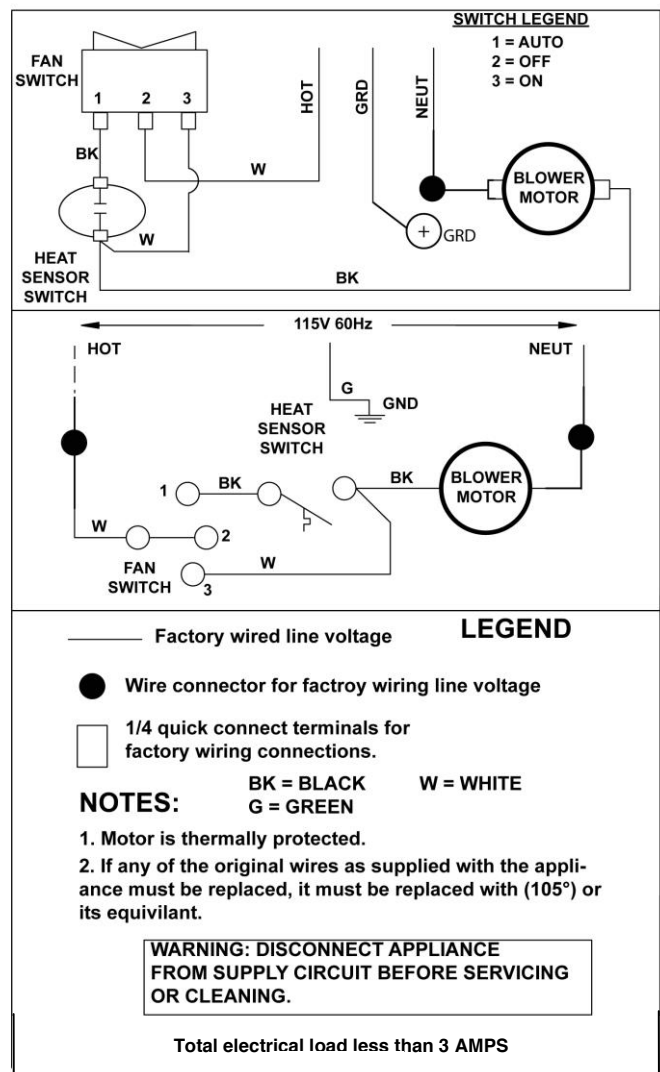 SWITCH LEGEND
1 = AUTO
2 = OFF
3 = ON
FAN
SWITCH
1 2 3
HOT
GRD
NEUT
BK
W
BLOWER
MOTOR
GRD
W
HEAT
SENSOR
SWITCH
BK
115V 60Hz
HOT
NEUT
G
GND
HEAT
SENSOR
SWITCH
1
BK
BK
BLOWER
MOTOR
W
2
FAN
SWITCH
W
3
Factory wired line voltage
LEGEND
Wire connector for factroy wiring line voltage
1/4 quick connect terminals for
factory wiring connections.
BK = BLACK W = WHITE
NOTES: G = GREEN
1. Motor is thermally protected.
2. If any of the original wires as supplied with the appli-
ance must be replaced, it must be replaced with (105°) or
its equivilant.
WARNING: DISCONNECT APPLIANCE
FROM SUPPLY CIRCUIT BEFORE SERVICING
OR CLEANING.
Total electrical load less than 3 AMPS